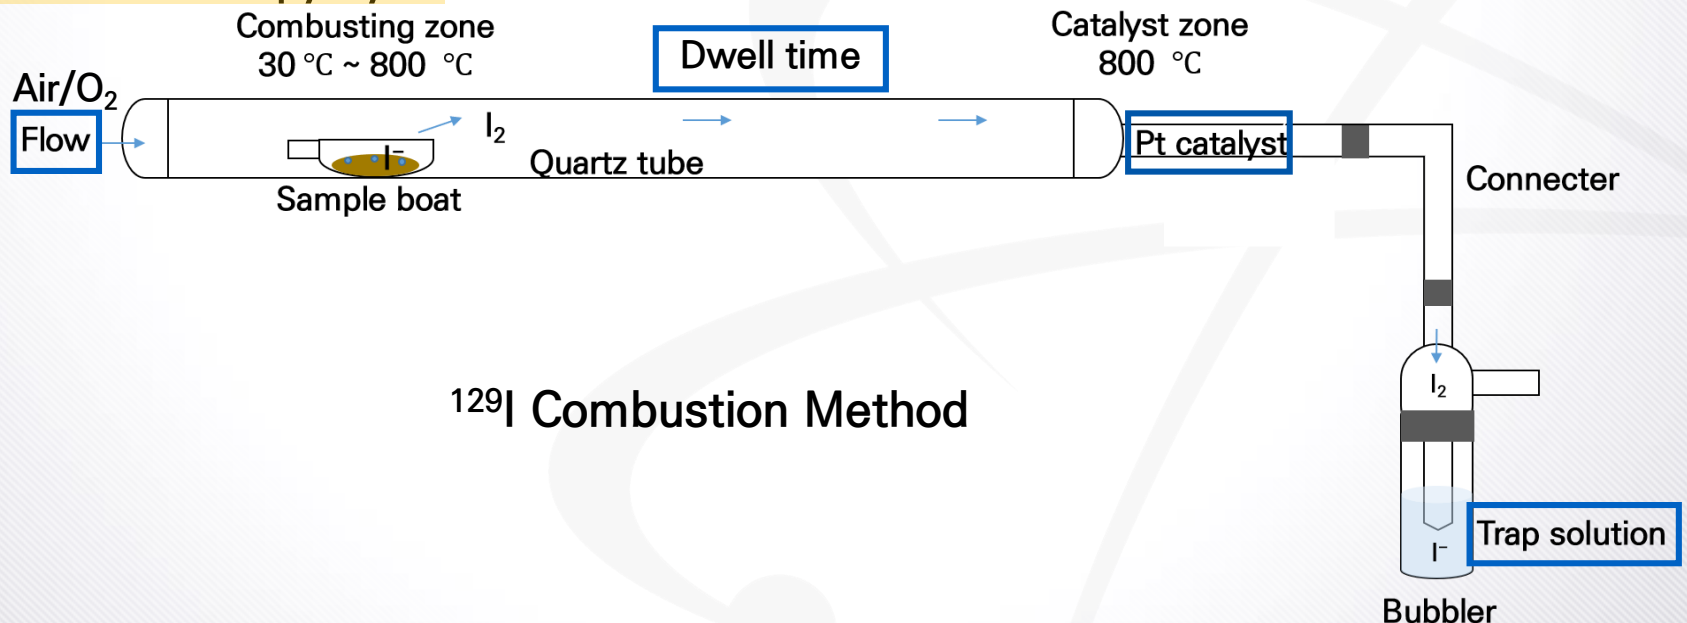 Combusting zone
30 ℃ ~ 800 ℃
Dwell time
Catalyst zone
800 ℃
Air/O₂
Flow
I₂
I⁻
Pt catalyst
Quartz tube
Connecter
Sample boat
I₂
¹²⁹I Combustion Method
Trap solution
I⁻
Bubbler